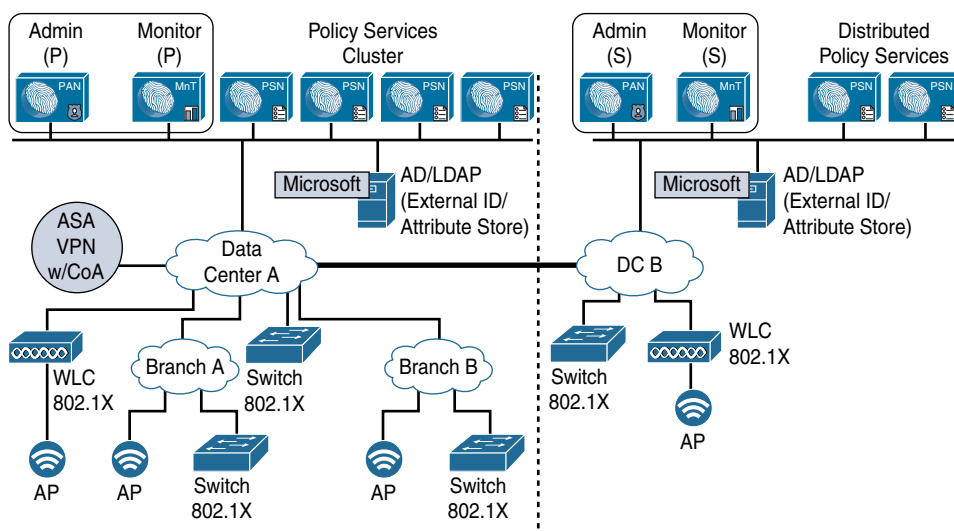 Admin
(P)
Monitor
(P)
Policy Services
Cluster
Admin
(S)
Monitor
(S)
Distributed
Policy Services
PAN
MnT
PSN
PSN
PSN
PSN
PAN
MnT
PSN
PSN
Microsoft
AD/LDAP
(External ID/
Attribute Store)
Microsoft
AD/LDAP
(External ID/
Attribute Store)
ASA
VPN
w/CoA
Data
Center A
DC B
WLC
802.1X
Branch A
Switch
802.1X
Branch B
Switch
802.1X
WLC
802.1X
AP
AP
Switch
802.1X
AP
Switch
802.1X
AP